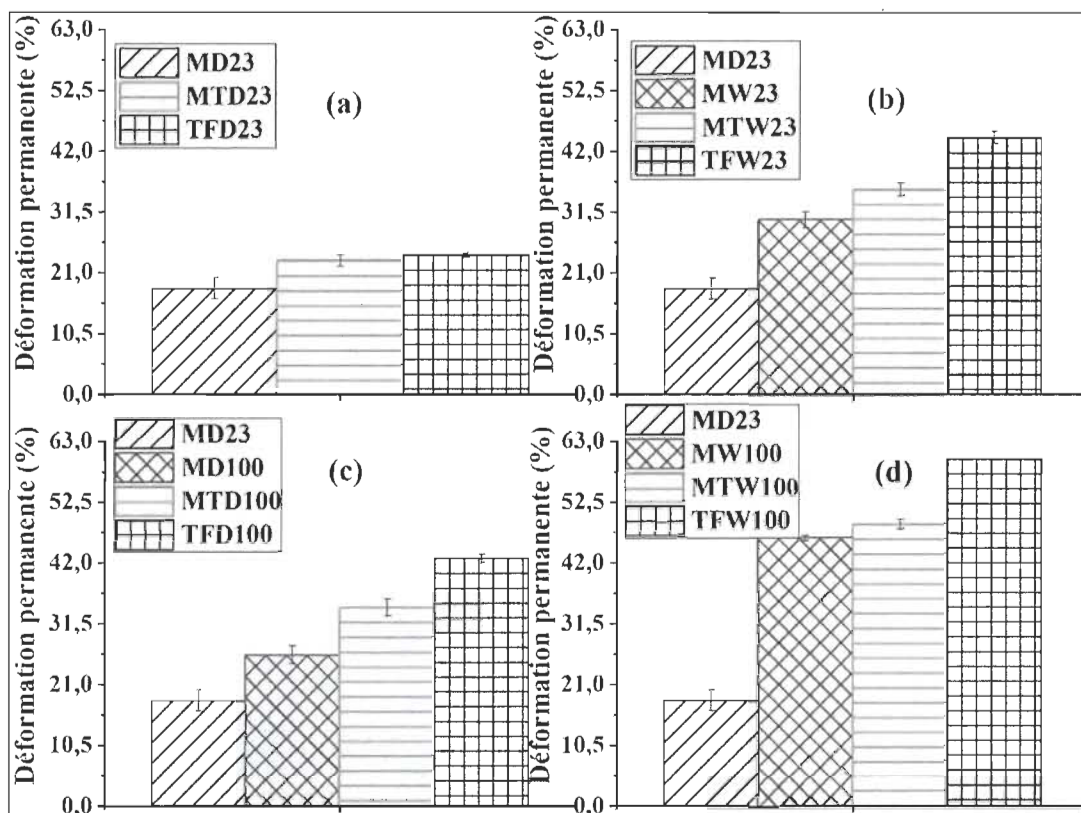 Déformation permanente (%)
63,0
52,5
42,0
31,5
21,0
10,5
0,0
MD23
MTD23
TFD23
(a)
Déformation permanente (%)
63,0
52,5
42,0
31,5
21,0
10,5
0,0
MD23
MW23
MTW23
TFW23
(b)
Déformation permanente (%)
63,0
52,5
42,0
31,5
21,0
10,5
0,0
MD23
MD100
MTD100
TFD100
(c)
Déformation permanente (%)
63,0
52,5
42,0
31,5
21,0
10,5
0,0
MD23
MW100
MTW100
TFW100
(d)